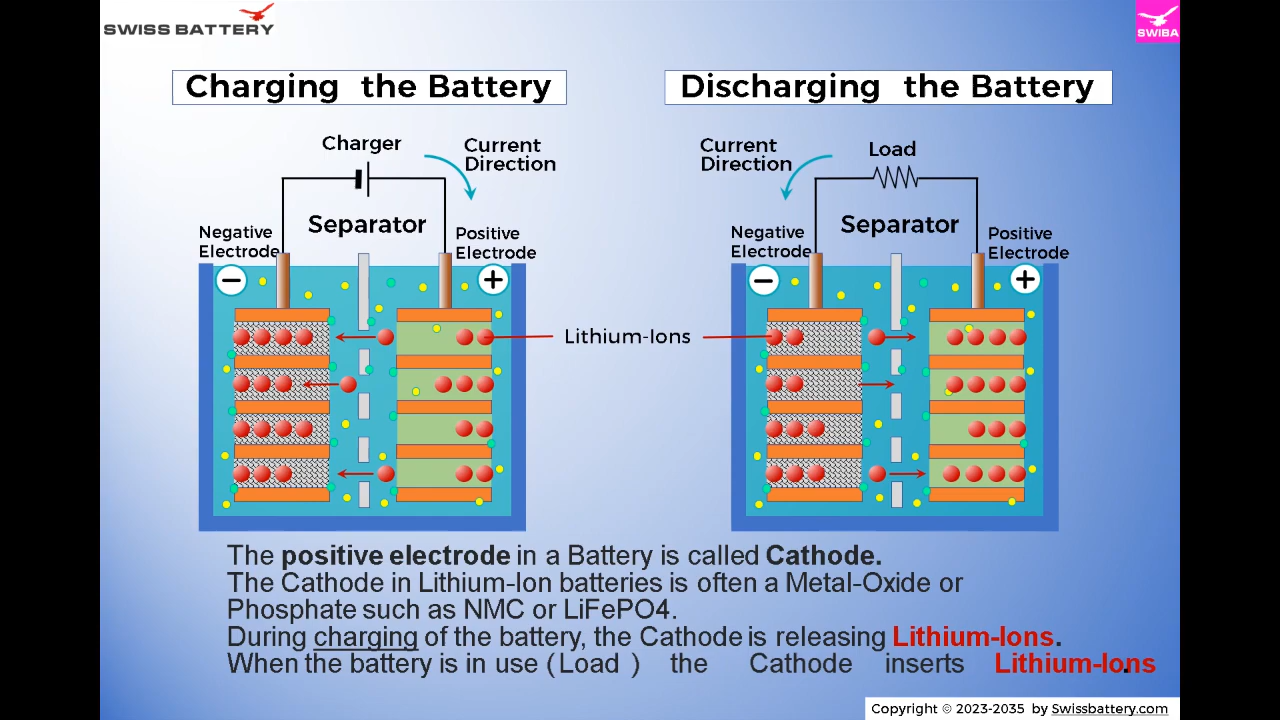 SWISS BATTERY
SWIBA
Charging the Battery
Discharging the Battery
Charger
Current
Direction
Separator
Negative
Electrode
Positive
Electrode
−
+
Current
Direction
Load
Separator
Negative
Electrode
Positive
Electrode
−
+
Lithium-Ions
The positive electrode in a Battery is called Cathode.
The Cathode in Lithium-Ion batteries is often a Metal-Oxide or
Phosphate such as NMC or LiFePO4.
During charging of the battery, the Cathode is releasing Lithium-Ions.
When the battery is in use ( Load ) the Cathode inserts Lithium-Ions.
Copyright © 2023-2035 by Swissbattery.com